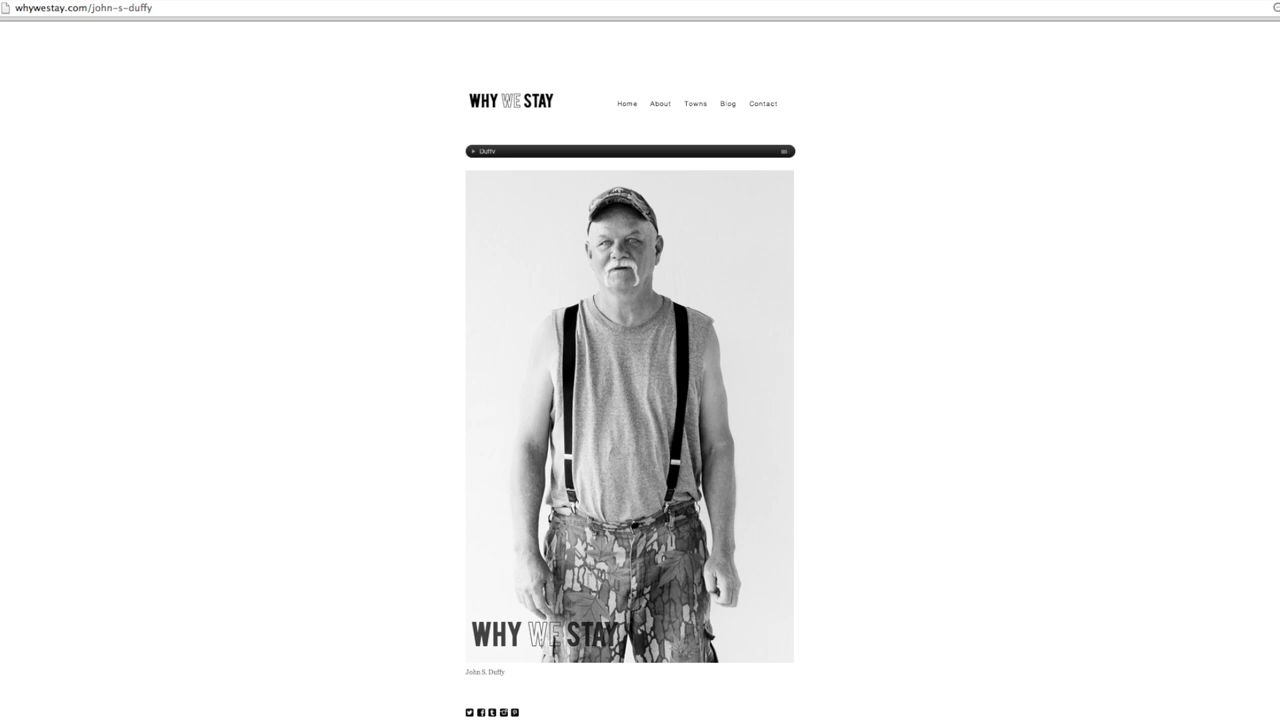 whywestay.com/john-s-duffy
WHY WE STAY
Home About Towns Blog Contact
Duffy
WHY WE STAY
John S. Duffy